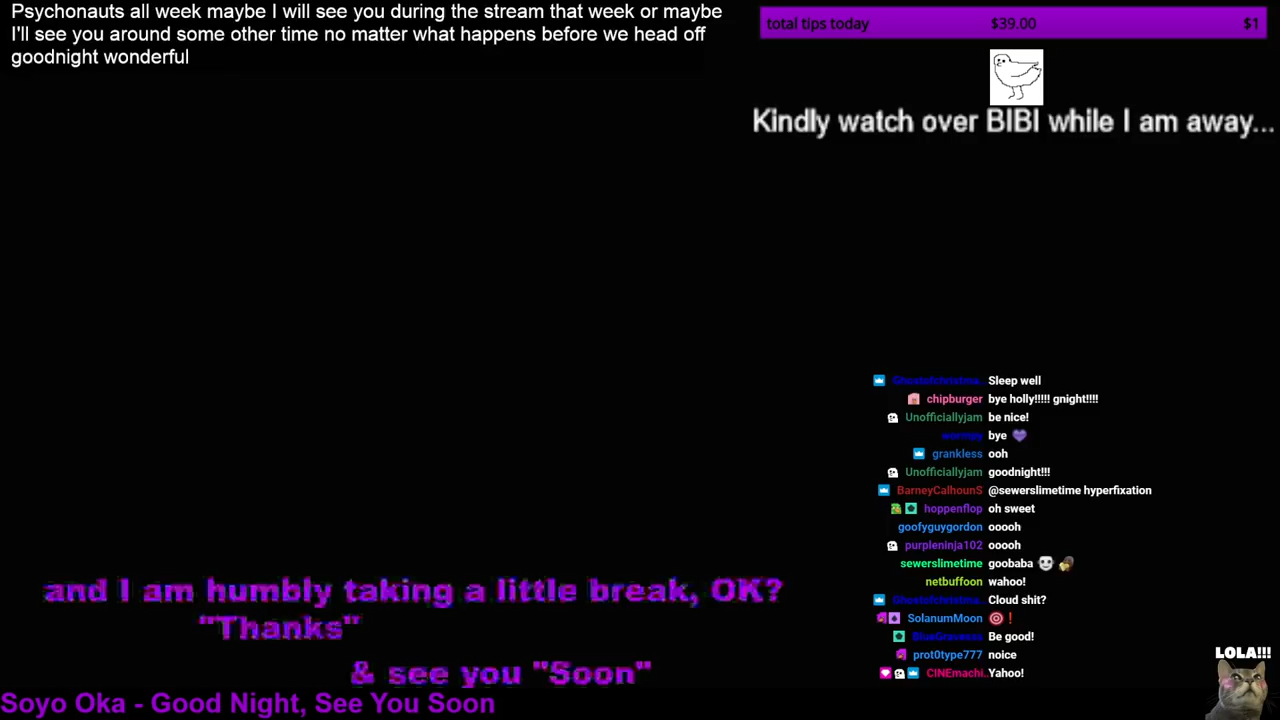 Psychonauts all week maybe I will see you during the stream that week or maybe
I'll see you around some other time no matter what happens before we head off
goodnight wonderful
total tips today $39.00 $1
Kindly watch over BIBI while I am away...
Sleep well
chipburger bye holly!!!!! gnight!!!!
Unofficiallyjam be nice!
bye
grankless ooh
Unofficiallyjam goodnight!!!
BarneyCalhounS @sewerslimetime hyperfixation
hoppenflop oh sweet
goofyguygordon ooooh
purpleninja102 ooooh
sewerslimetime goobaba
netbuffoon wahoo!
Cloud shit?
SolanumMoon
Be good!
prot0type777 noice
CINEmachi.. Yahoo!
and I am humbly taking a little break, OK?
"Thanks"
& see you "Soon"
LOLA!!!
Soyo Oka - Good Night, See You Soon